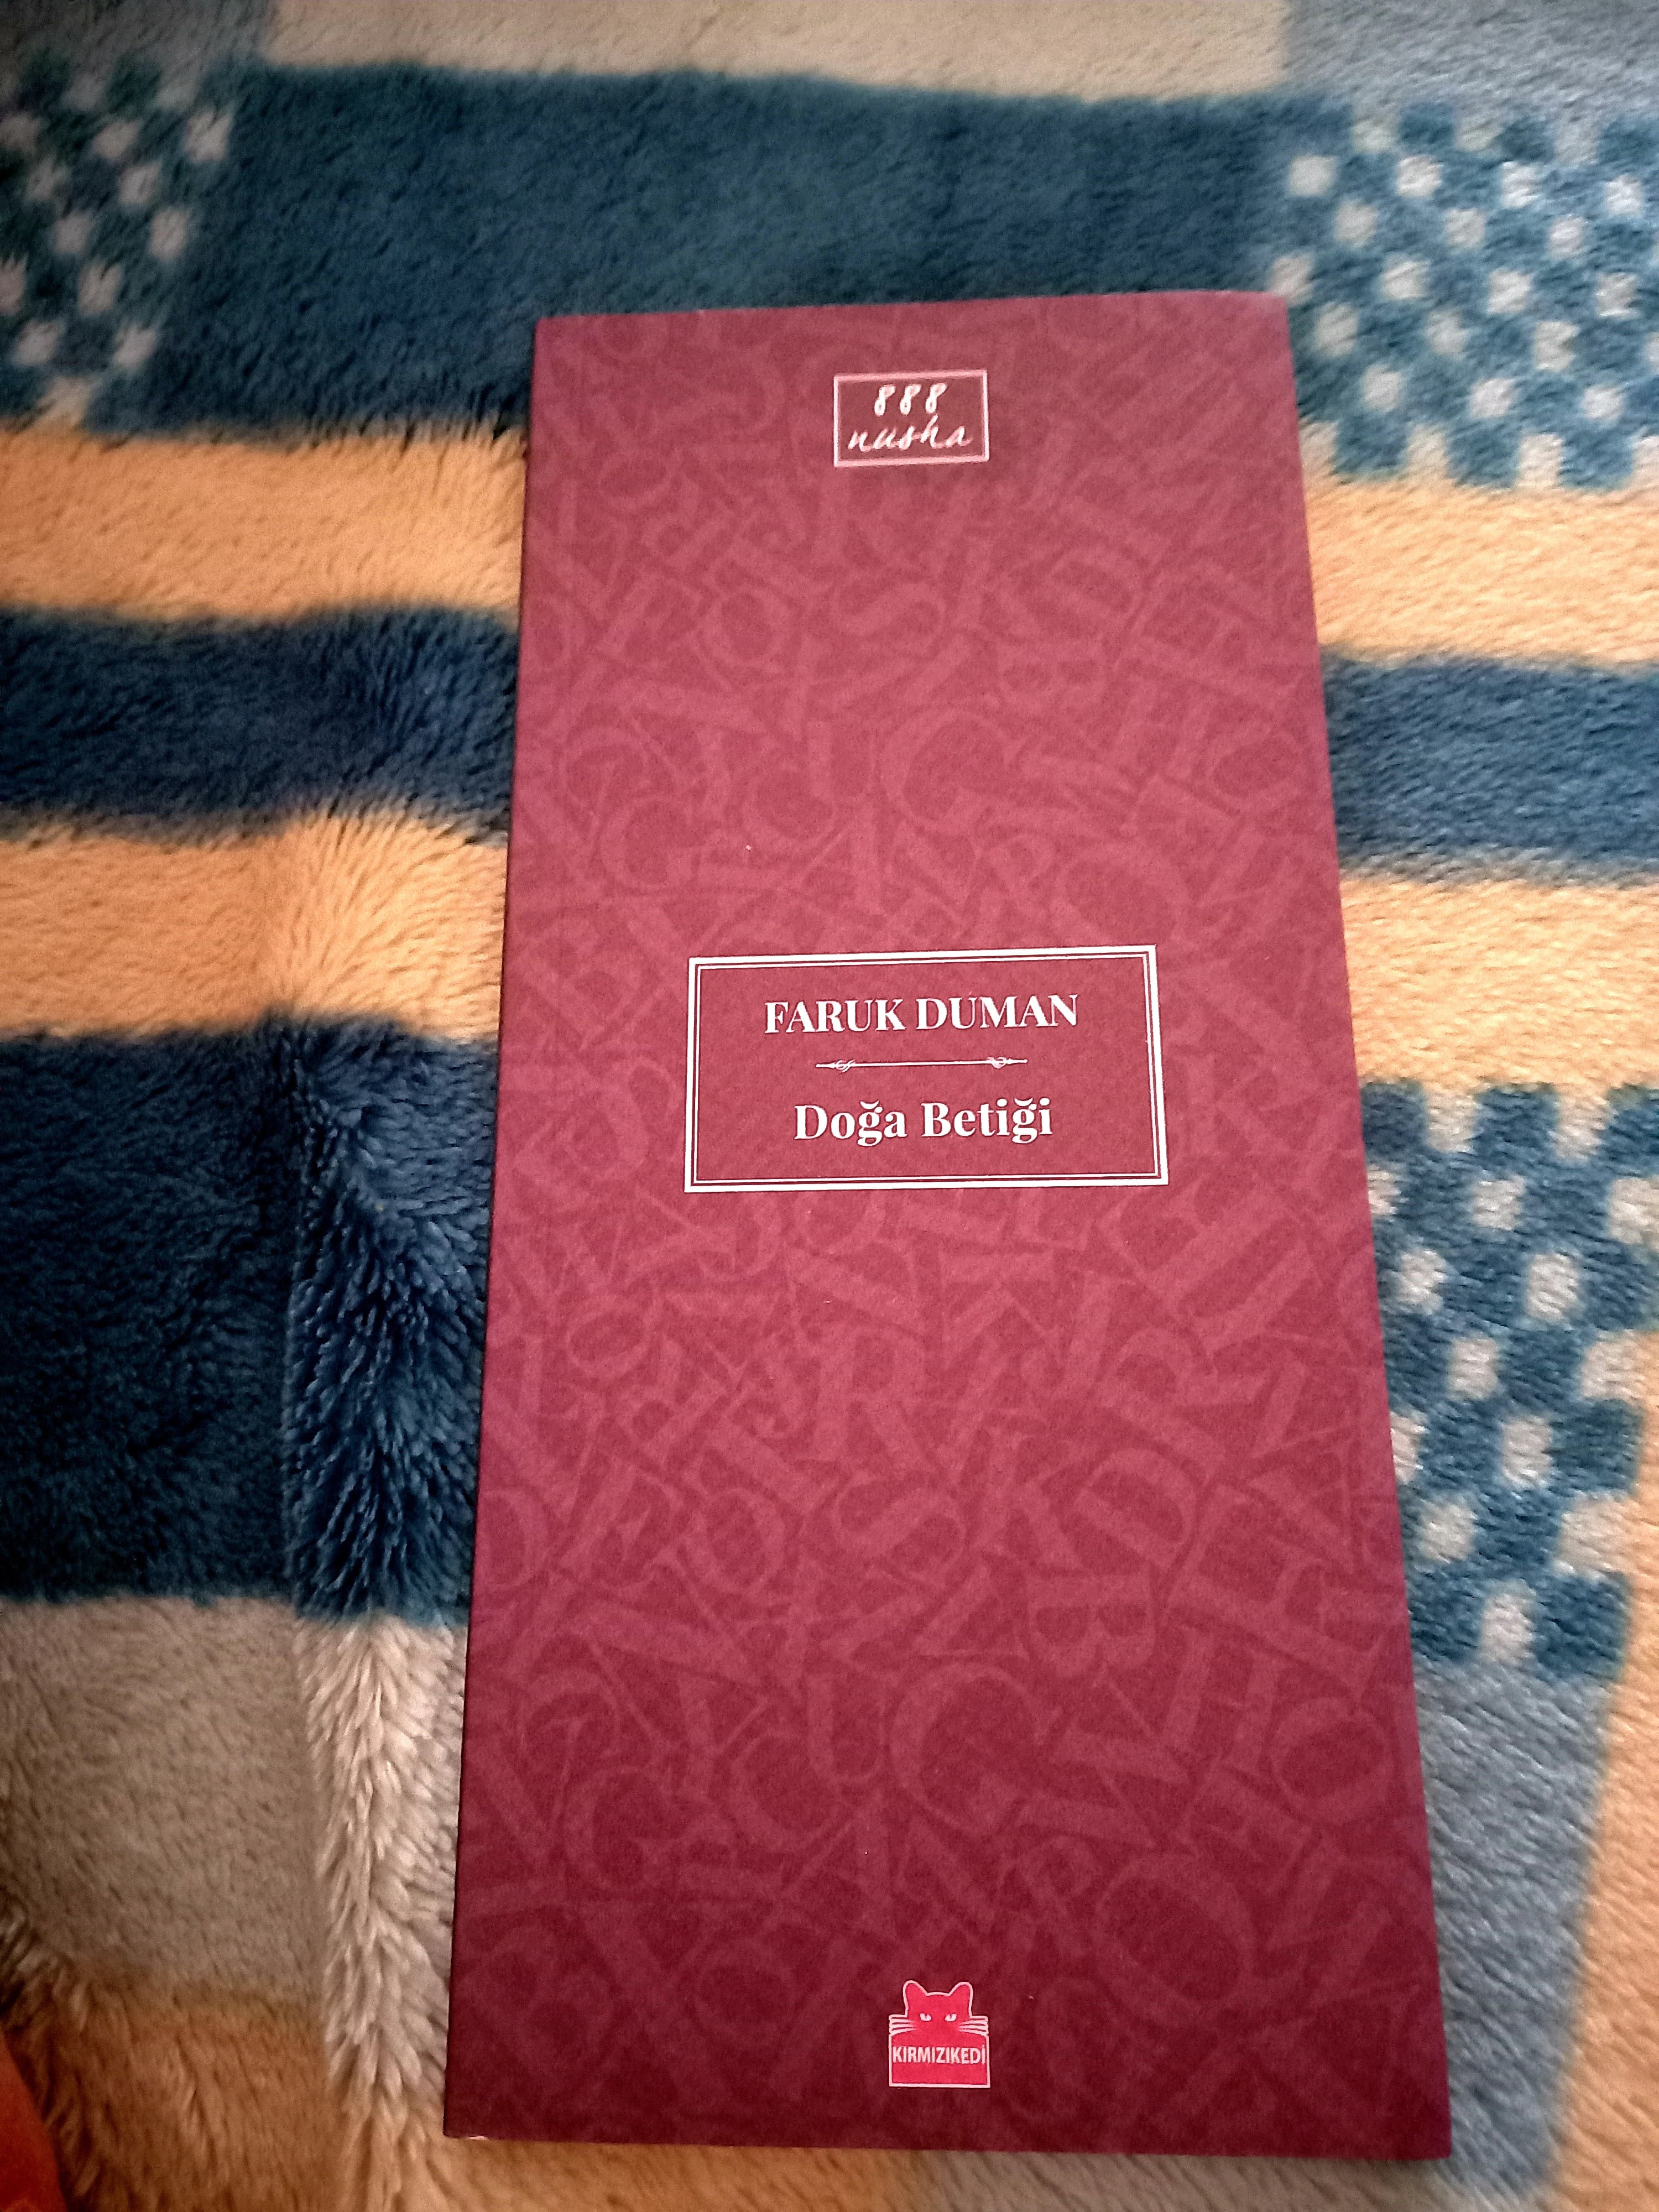 888
nusha
FARUK DUMAN
Doğa Betiği
KIRMIZIKEDİ